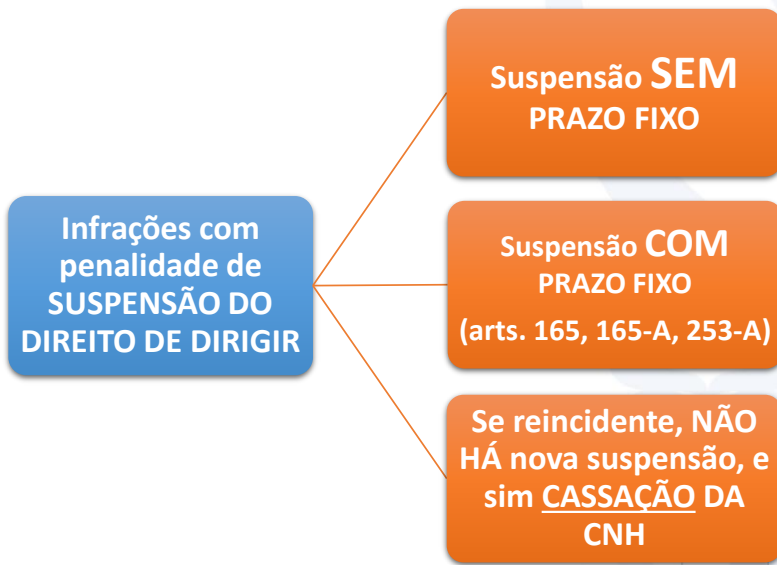 Infrações com
penalidade de
SUSPENSÃO DO
DIREITO DE DIRIGIR
Suspensão SEM
PRAZO FIXO
Suspensão COM
PRAZO FIXO
(arts. 165, 165-A, 253-A)
Se reincidente, NÃO
HÁ nova suspensão, e
sim CASSAÇÃO DA
CNH